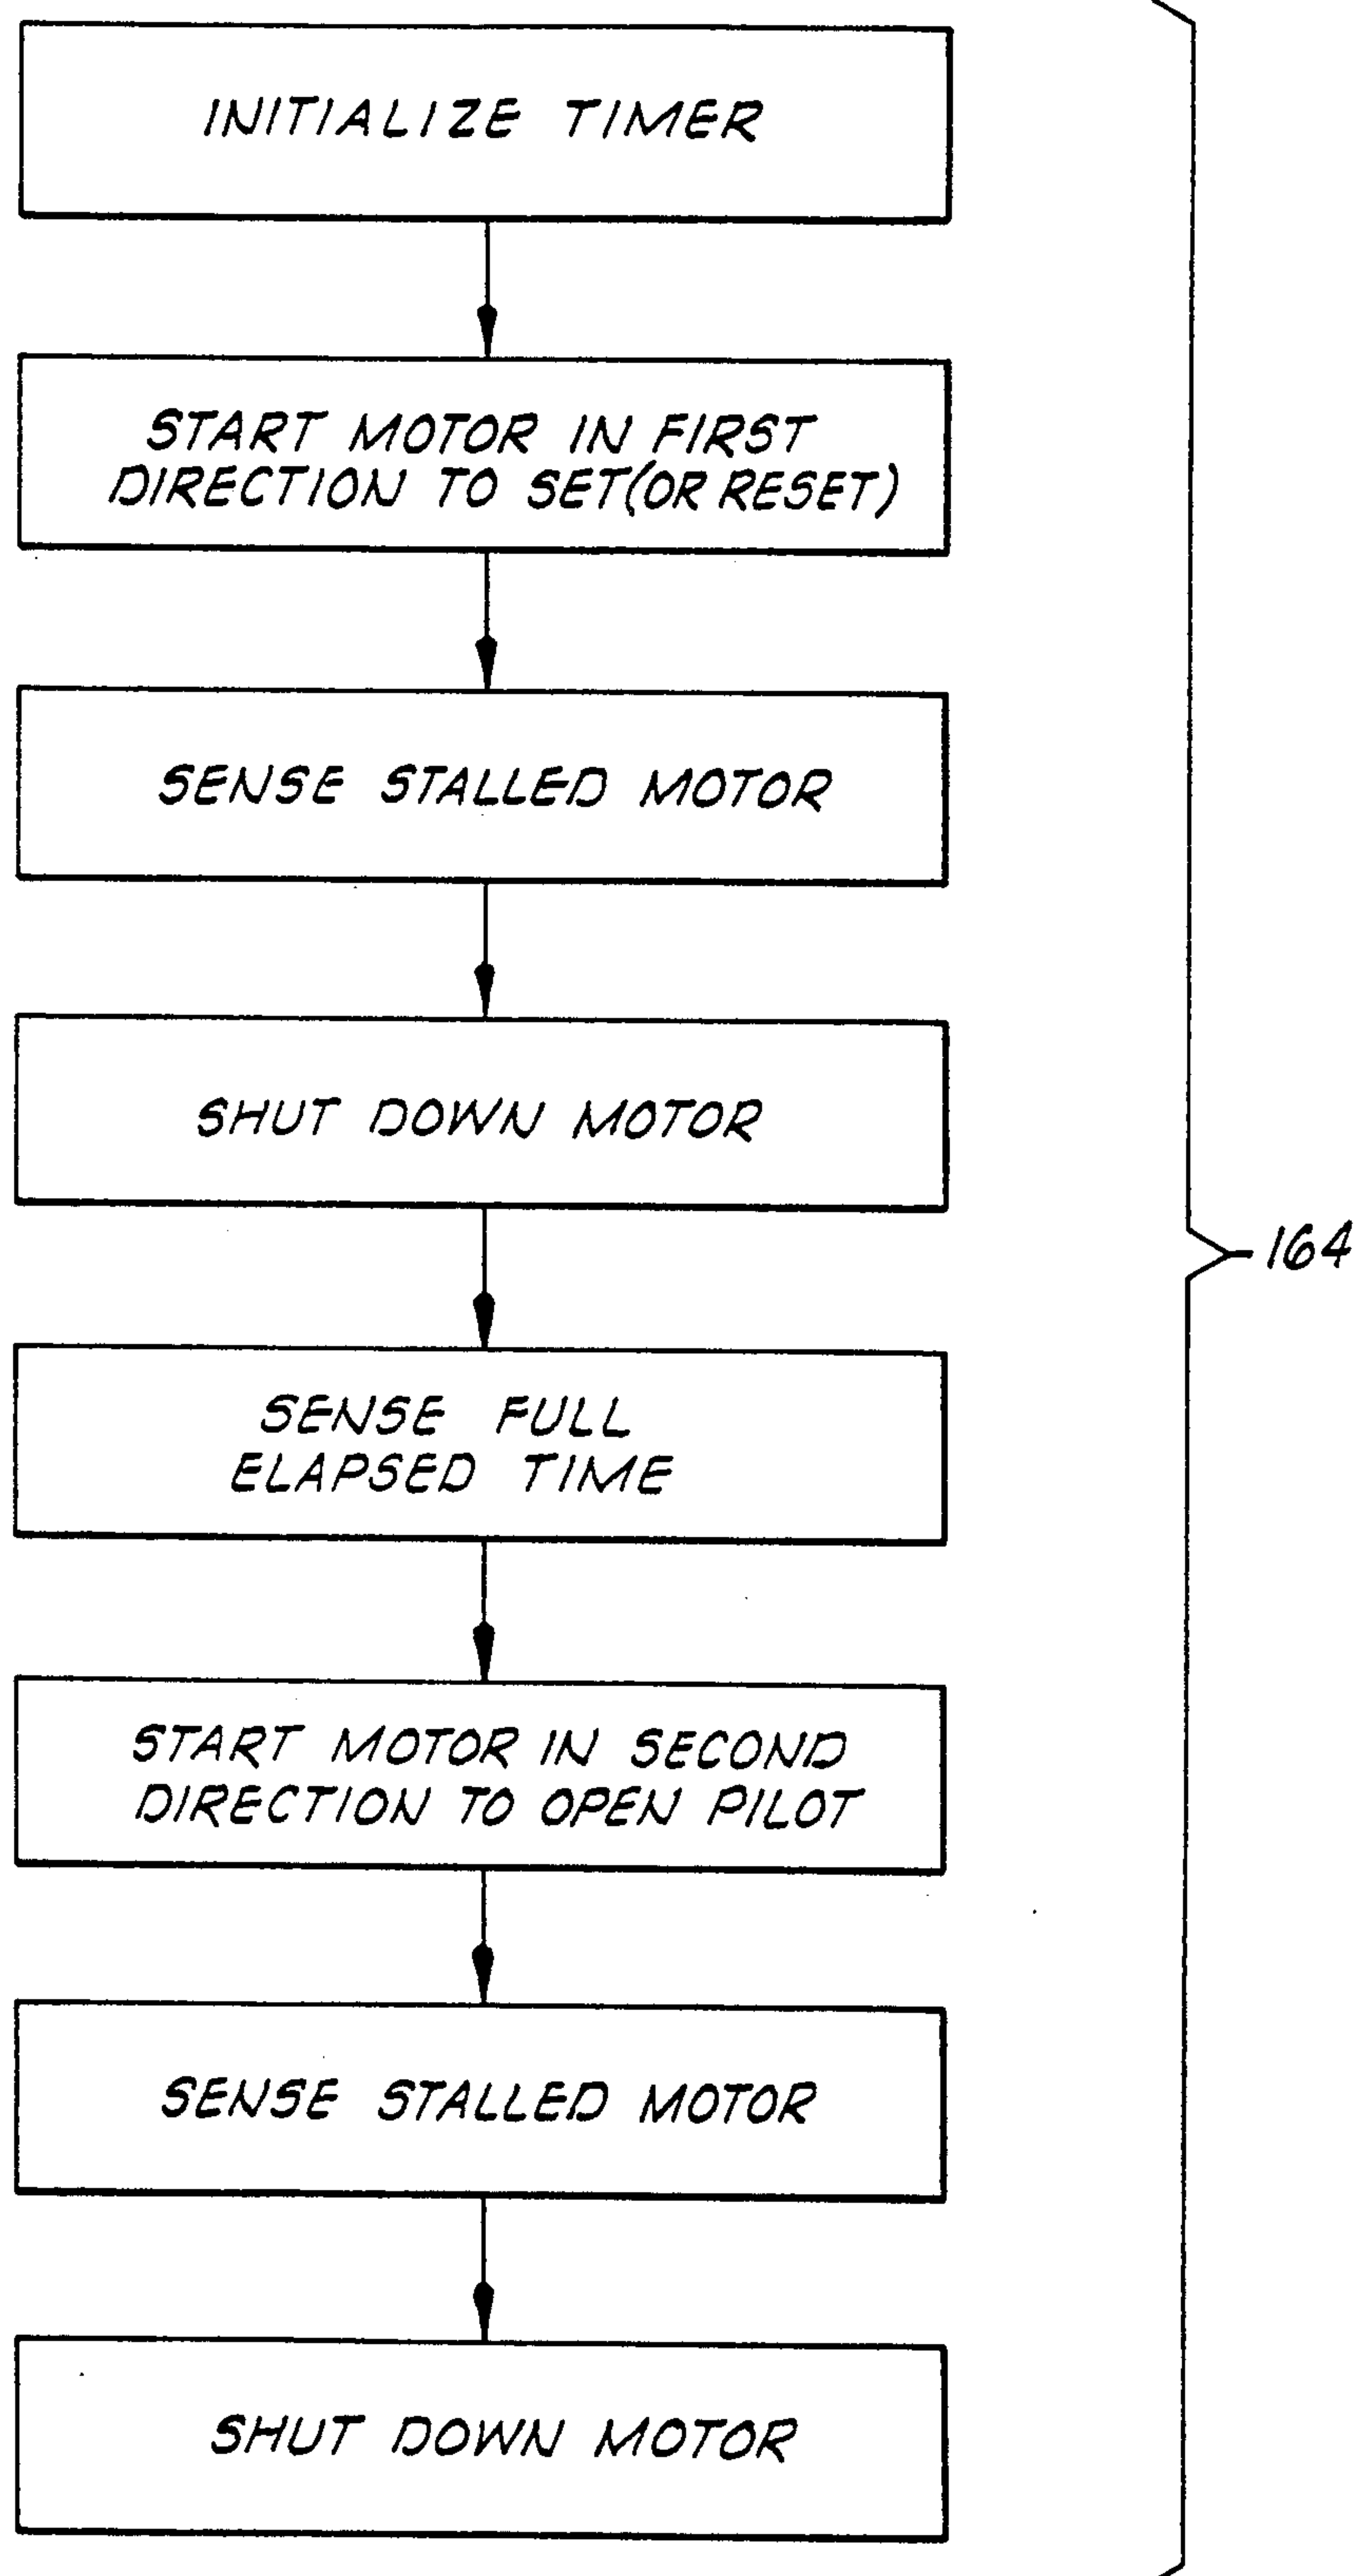 INITIALIZE TIMER
START MOTOR IN FIRST
DIRECTION TO SET(OR RESET)
SENSE STALLED MOTOR
SHUT DOWN MOTOR
164
SENSE FULL
ELAPSED TIME
START MOTOR IN SECOND
DIRECTION TO OPEN PILOT
SENSE STALLED MOTOR
SHUT DOWN MOTOR